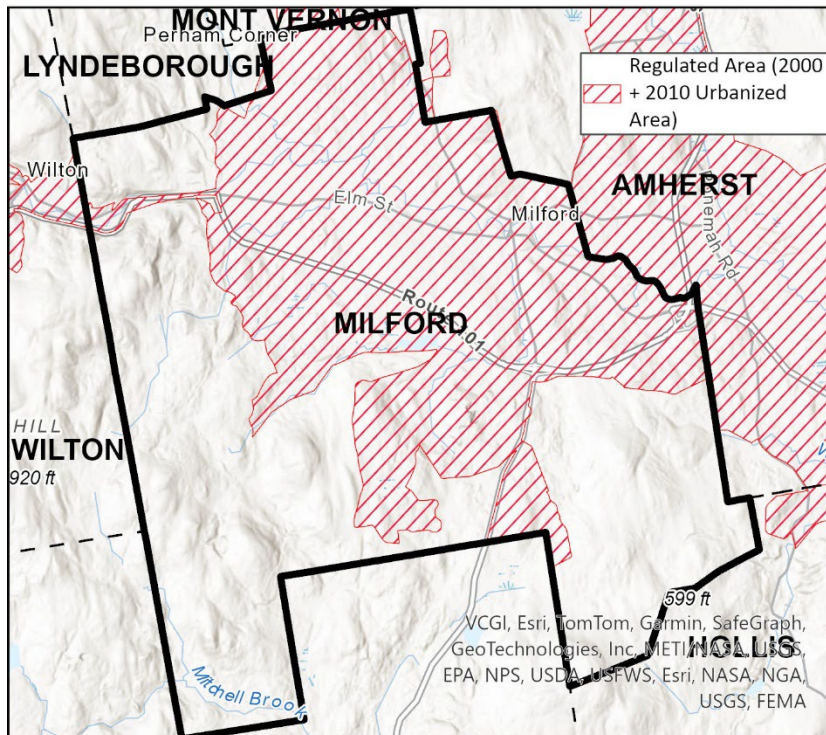 MONT VERNON
Perham Corner
LYNDEBOROUGH
Regulated Area (2000
+ 2010 Urbanized
Area)
Wilton
AMHERST
Elm St
Milford
Rd
MILFORD
HILL
WILTON
920 ft
599 ft
HOLLIS
Mitchell Brook
VCGI, Esri, TomTom, Garmin, SafeGraph,
GeoTechnologies, Inc, METI/NASA, USGS,
EPA, NPS, USDA, USFWS, Esri, NASA, NGA,
USGS, FEMA